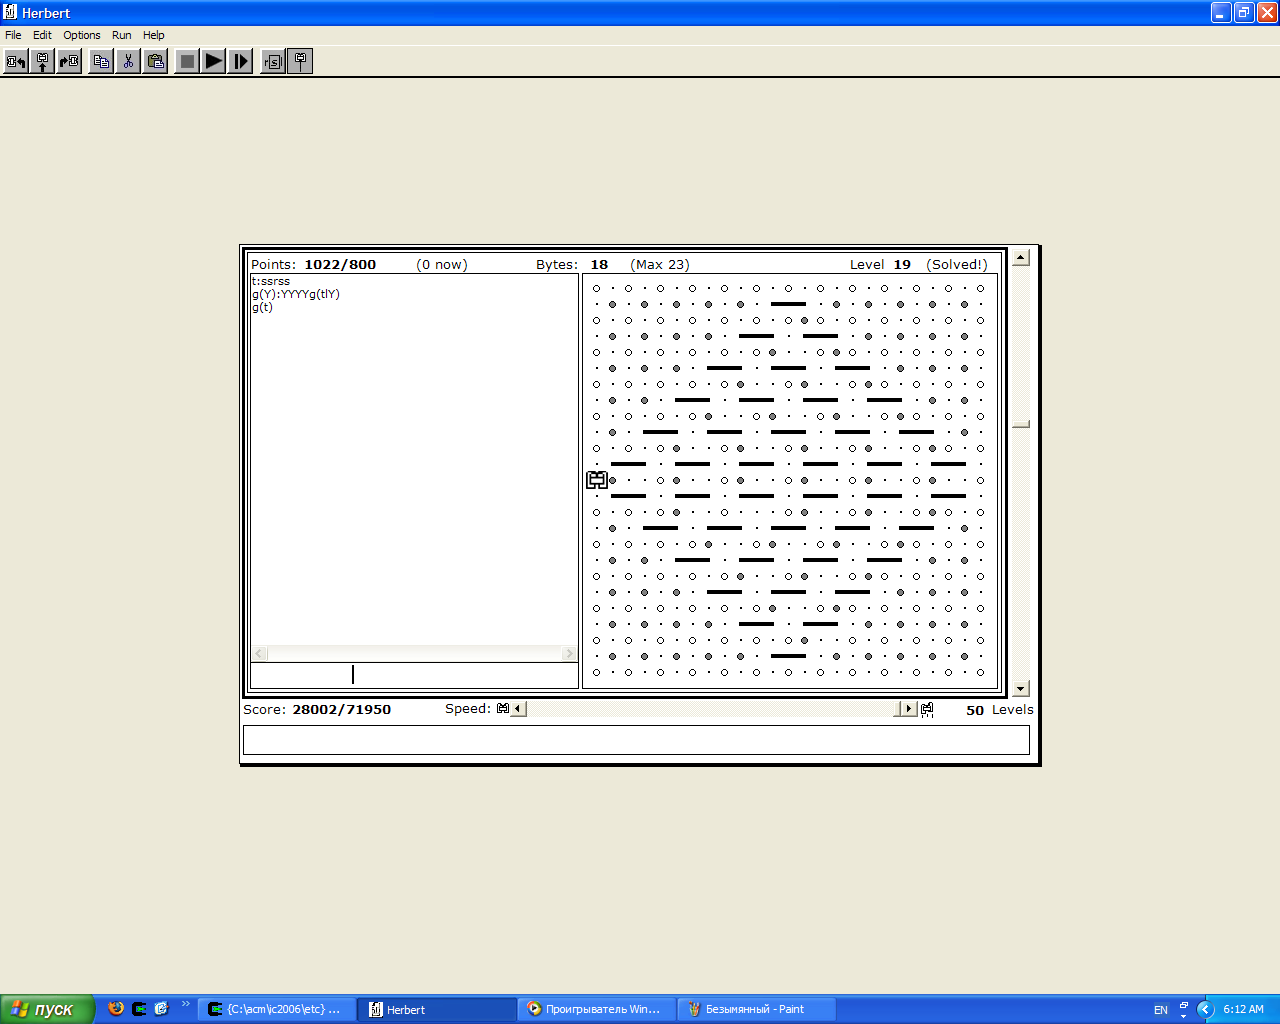 Herbert
File Edit Options Run Help
Points: 1022/800 (0 now) Bytes: 18 (Max 23) Level 19 (Solved!)
t:ssrss
g(Y):YYYYg(tlY)
g(t)
Score: 28002/71950 Speed: 50 Levels
пуск {C:\acm\ic2006\etc} ... Herbert Проигрыватель Win... Безымянный - Paint EN 6:12 AM